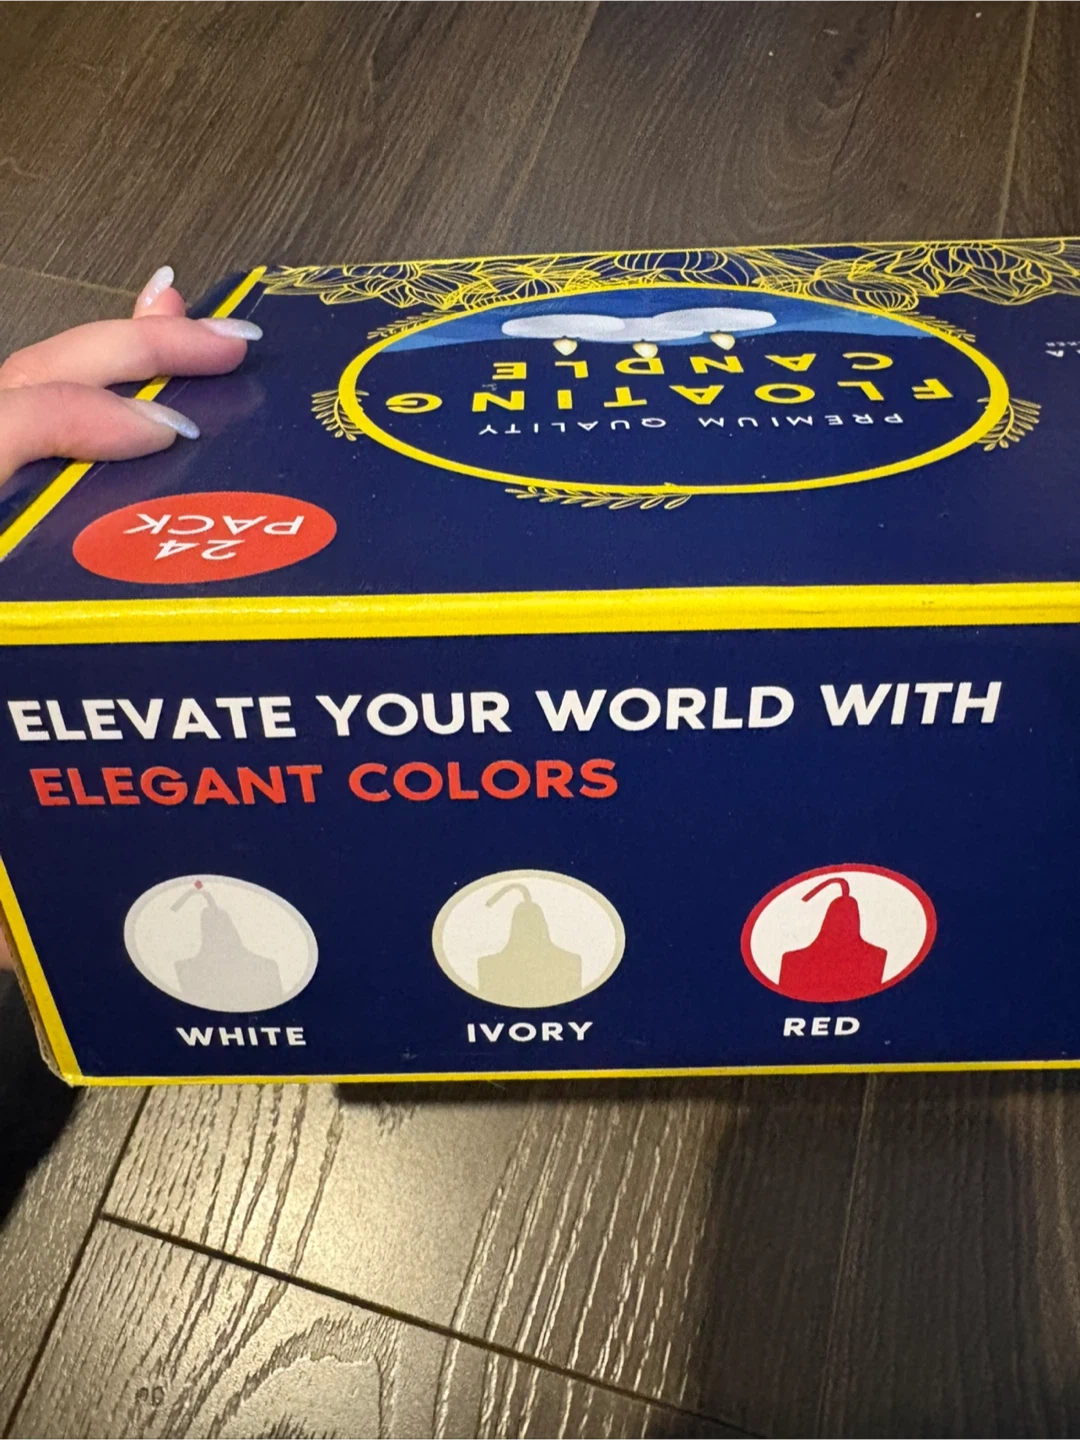 PREMIUM QUALITY
FLOATING
CANDLE
24
PACK
ELEVATE YOUR WORLD WITH
ELEGANT COLORS
WHITE
IVORY
RED